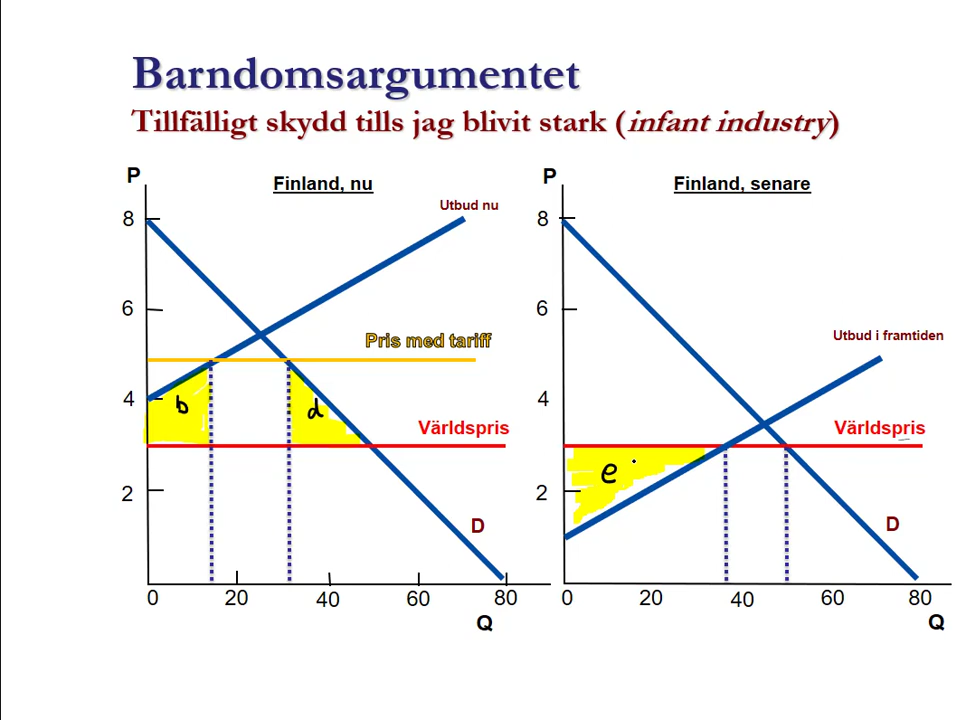 Barndomsargumentet
Tillfälligt skydd tills jag blivit stark (infant industry)
P
Finland, nu
Utbud nu
8
6
Pris med tariff
4
b
d
Världspris
2
D
0 20 40 60 80
Q
P
Finland, senare
8
6
Utbud i framtiden
4
Världspris
e
2
D
0 20 40 60 80
Q